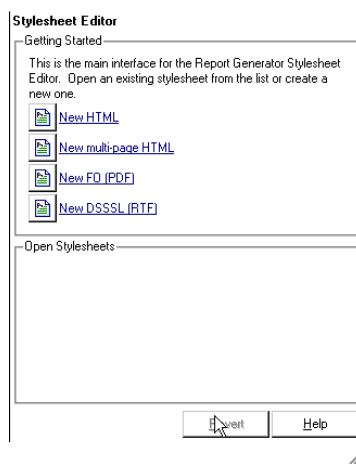 Stylesheet Editor
Getting Started
This is the main interface for the Report Generator Stylesheet
Editor. Open an existing stylesheet from the list or create a
new one.
New HTML
New multi-page HTML
New FO (PDF)
New DSSSL (RTF)
Open Stylesheets
Revert
Help